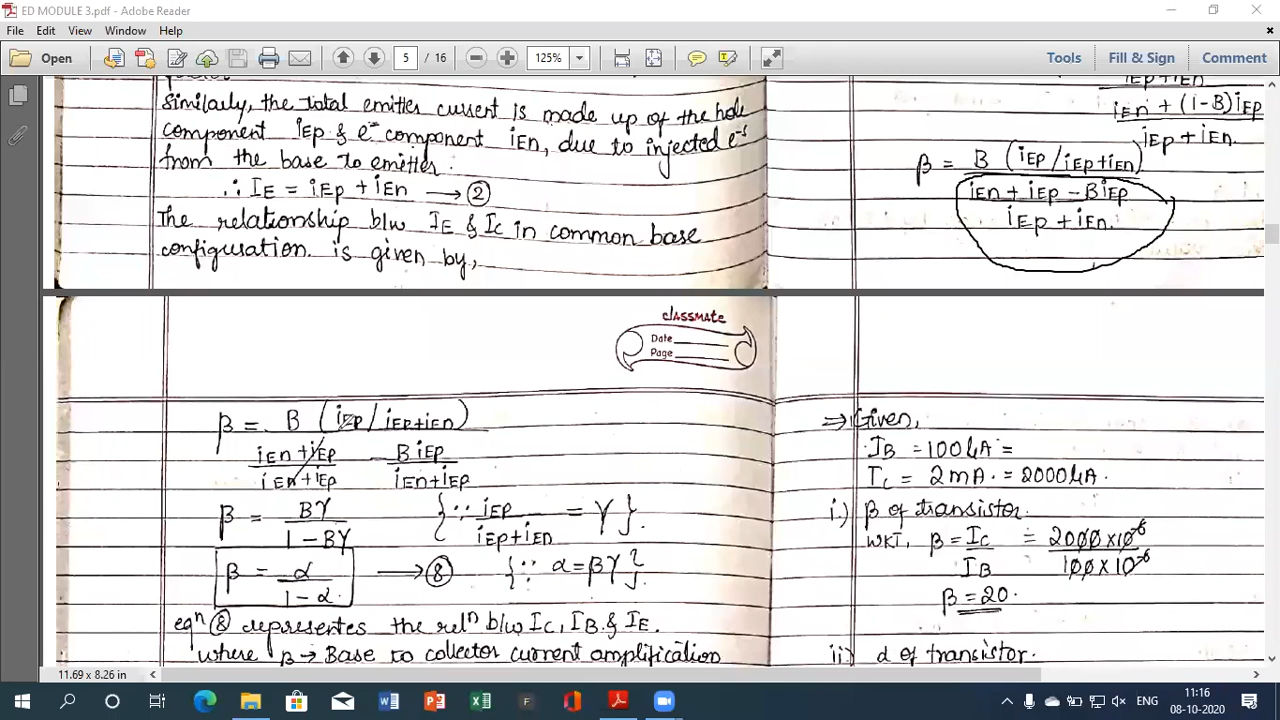 ED MODULE 3.pdf - Adobe Reader
File Edit View Window Help
Open 5 / 16 125% Tools Fill & Sign Comment
Similarly, the total emitter current is made up of the hole
component iEp & e⁻ component iEn, due to injected e⁻s
from the base to emitter.
∴ IE = iEp + iEn → ②
The relationship b/w IE & Ic in common base
configuration. is given by,
iEp + iEn
iEn + (1-B)iEp
iEp + iEn.
β = B (iEp/iEp+iEn)
iEn + iEp - BiEp
iEp + iEn.
classmate
Date
Page
β = B (iEp/iEp+iEn)
iEn + iEp - B iEp
iEn + iEp iEn + iEp
β = Bγ {∵ iEp = γ}.
1 - Bγ iEp+iEn
β = α → ⑧ {∵ α = βγ}.
1 - α.
eqn ⑧ depresentes the reln b/w Ic, IB & IE.
where β → Base to collector current amplification
⇒ Given,
IB = 100μA =
Ic = 2mA. = 2000μA.
i.) β of transistor.
WKT, β = Ic = 2000 x 10⁻⁶
IB 100 x 10⁻⁶
β = 20.
ii) α of transistor.
11.69 x 8.26 in
ENG
11:16
08-10-2020